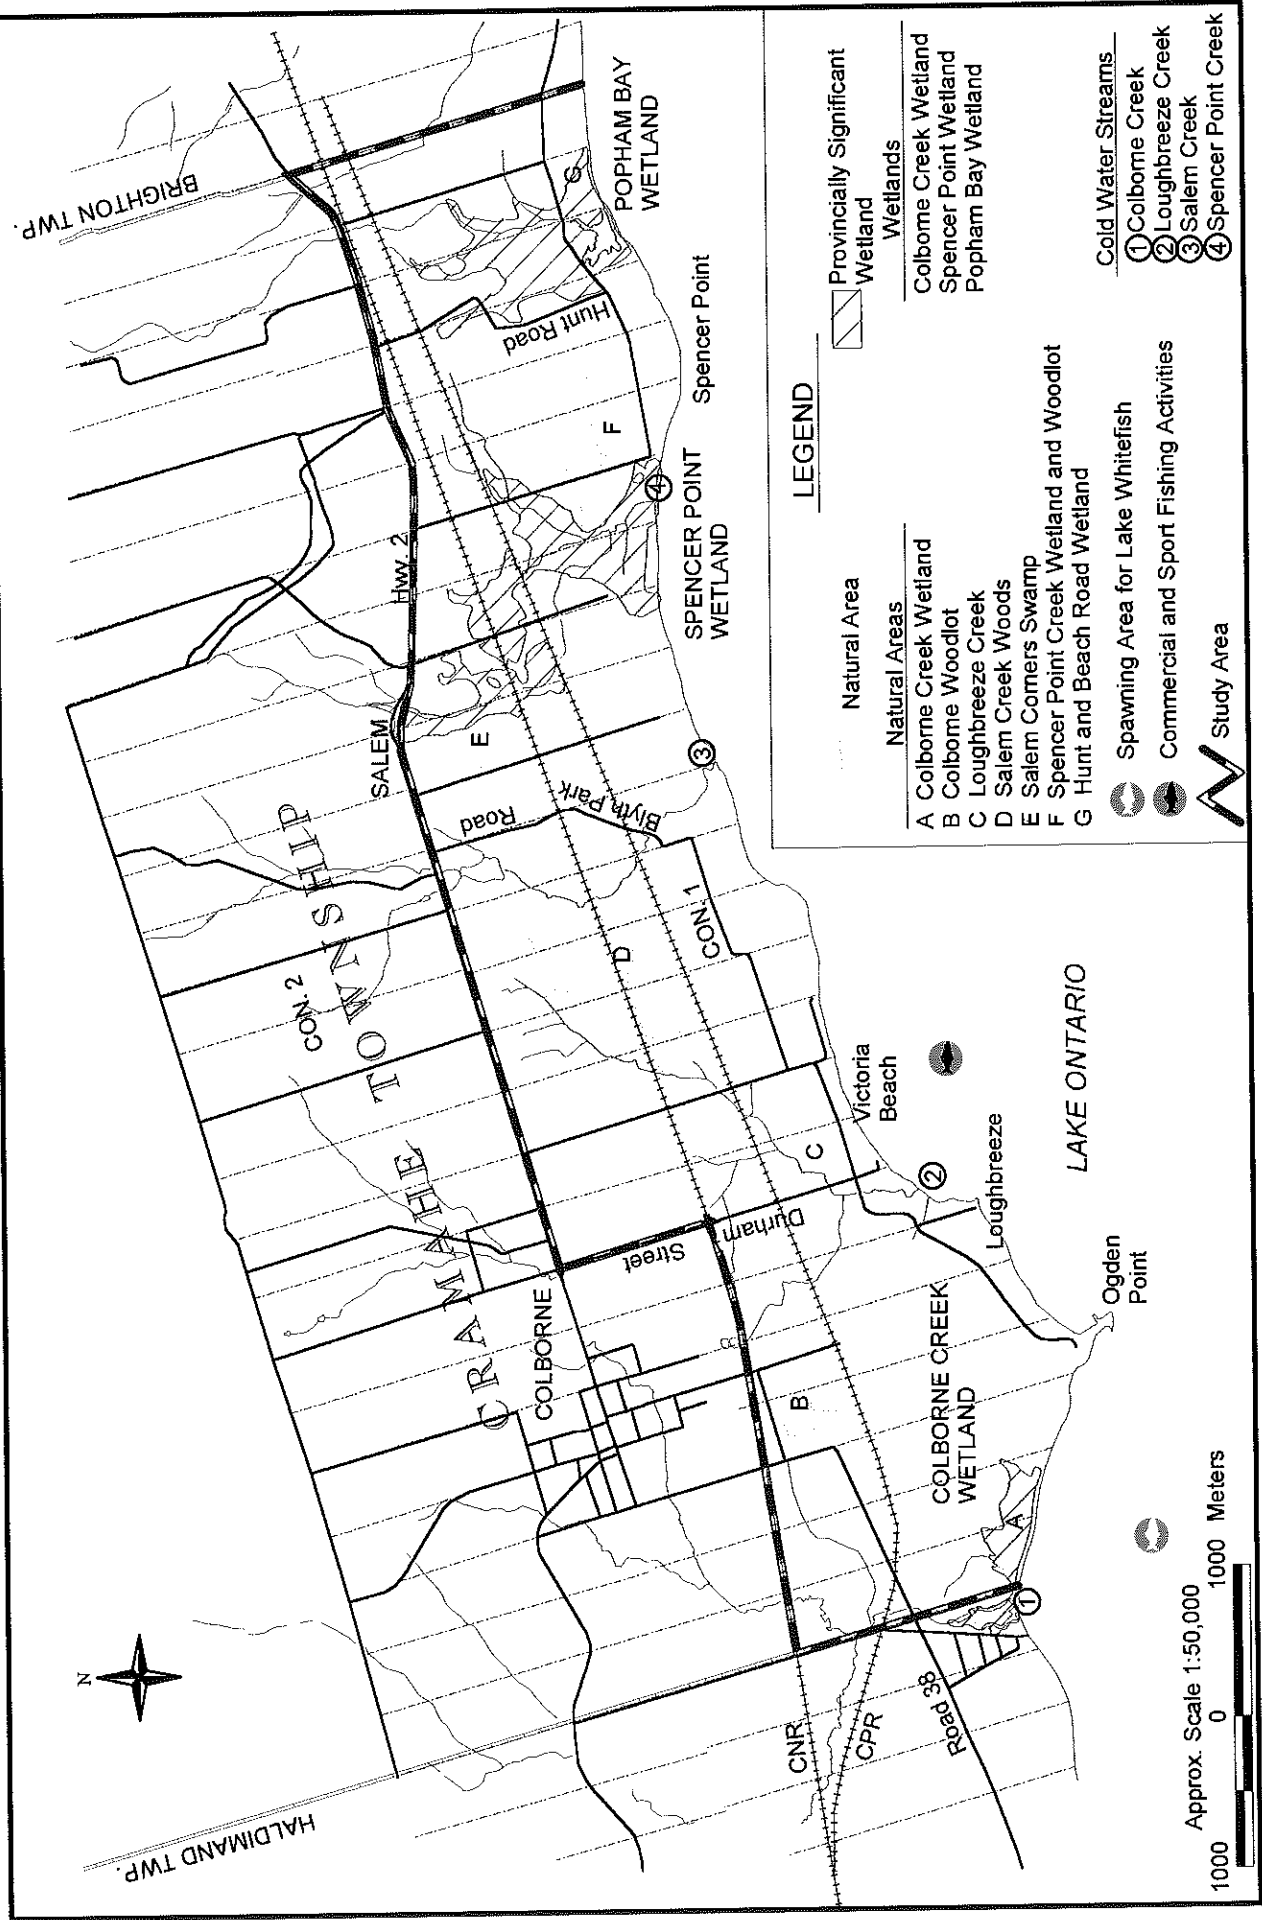 N
HALDIMAND TWP.
BRIGHTON TWP.
CRAMAHE TOWNSHIP
CON. 2
SALEM
Hwy. 2
COLBORNE
Street
Durham
Road
Blyth Park
Hunt Road
CON. 1
CNR
CPR
Road 38
A
B
C
D
E
F
G
1
2
3
4
COLBORNE CREEK
WETLAND
SPENCER POINT
WETLAND
POPHAM BAY
WETLAND
Spencer Point
Victoria
Beach
Loughbreeze
Ogden
Point
LAKE ONTARIO
Approx. Scale 1:50,000
1000 0 1000 Meters
LEGEND
Natural Area
Natural Areas
A Colborne Creek Wetland
B Colborne Woodlot
C Loughbreeze Creek
D Salem Creek Woods
E Salem Corners Swamp
F Spencer Point Creek Wetland and Woodlot
G Hunt and Beach Road Wetland
Spawning Area for Lake Whitefish
Commercial and Sport Fishing Activities
Study Area
Provincially Significant
Wetland
Wetlands
Colborne Creek Wetland
Spencer Point Wetland
Popham Bay Wetland
Cold Water Streams
1 Colborne Creek
2 Loughbreeze Creek
3 Salem Creek
4 Spencer Point Creek